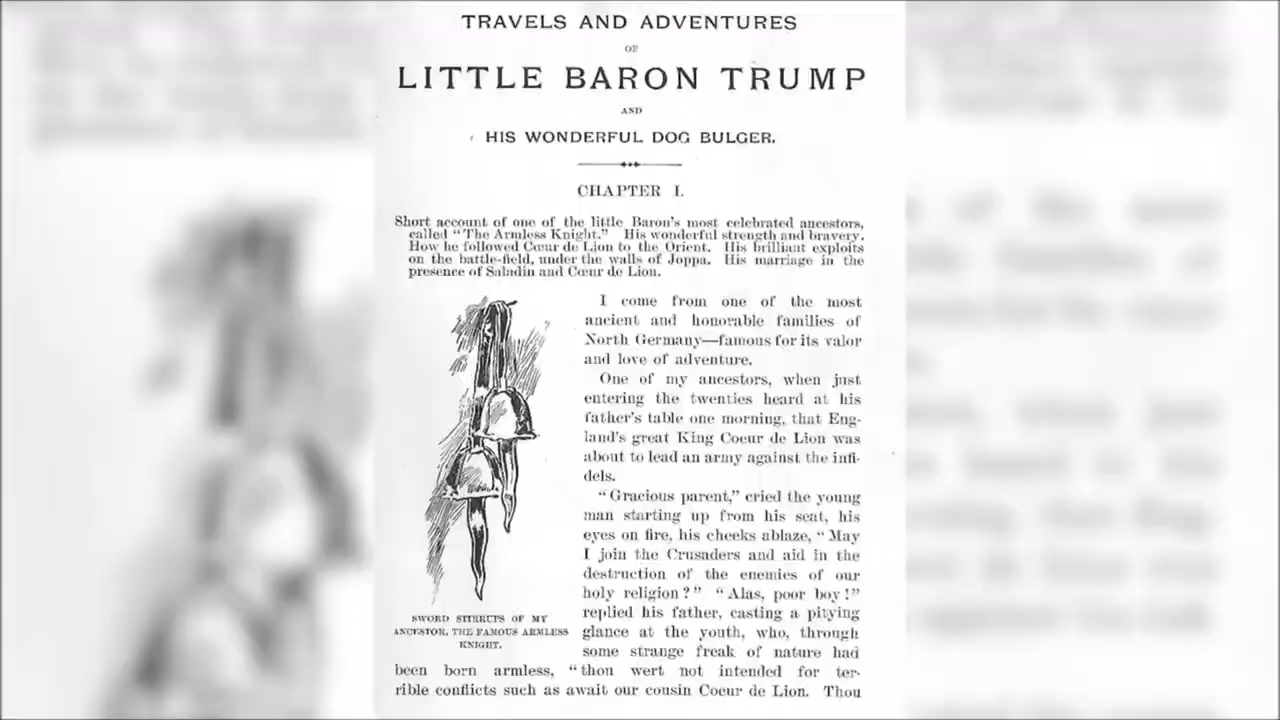 TRAVELS AND ADVENTURES
OF
LITTLE BARON TRUMP
AND
HIS WONDERFUL DOG BULGER.
CHAPTER I.
Short account of one of the little Baron's most celebrated ancestors,
called "The Armless Knight." His wonderful strength and bravery.
How he followed Cœur de Lion to the Orient. His brilliant exploits
on the battle-field, under the walls of Joppa. His marriage in the
presence of Saladin and Cœur de Lion.
I come from one of the most
ancient and honorable families of
North Germany—famous for its valor
and love of adventure.
One of my ancestors, when just
entering the twenties heard at his
father's table one morning, that Eng-
land's great King Coeur de Lion was
about to lead an army against the infi-
dels.
"Gracious parent," cried the young
man starting up from his seat, his
eyes on fire, his cheeks ablaze, "May
I join the Crusaders and aid in the
destruction of the enemies of our
holy religion?" "Alas, poor boy!"
replied his father, casting a pitying
glance at the youth, who, through
some strange freak of nature had
SWORD STIRRUPS OF MY
ANCESTOR, THE FAMOUS ARMLESS
KNIGHT.
been born armless, "thou wert not intended for ter-
rible conflicts such as await our cousin Coeur de Lion. Thou